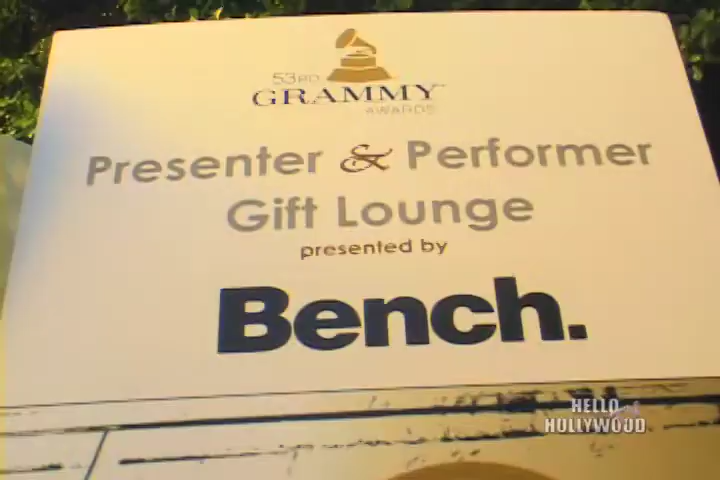 53RD
GRAMMY
AWARDS
Presenter & Performer
Gift Lounge
presented by
Bench.
HELLO
HOLLYWOOD